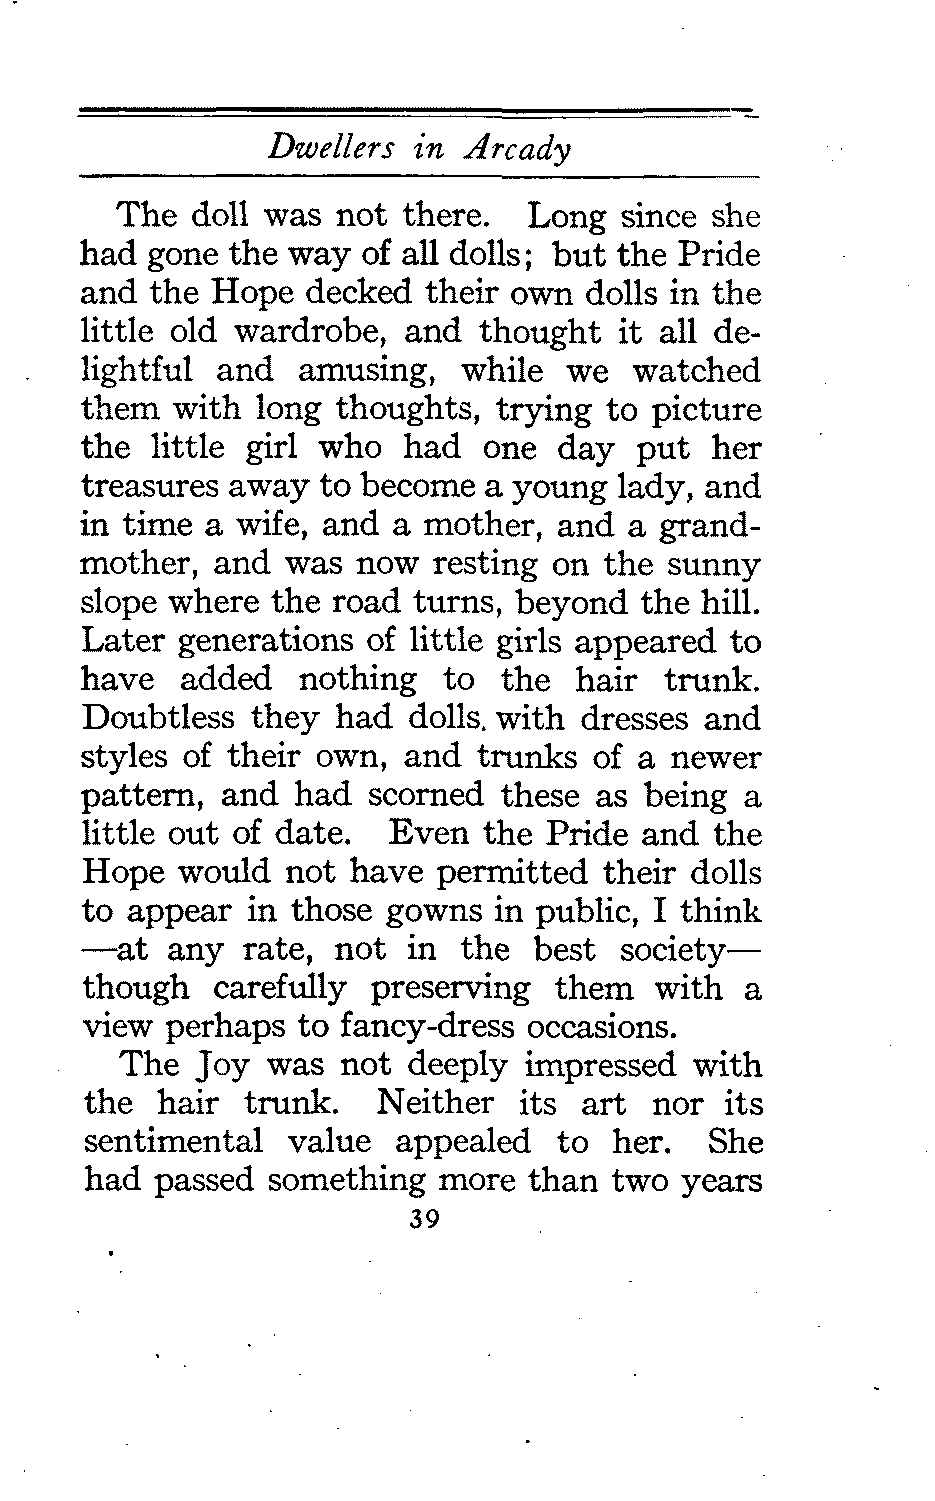 Dwellers in Arcady
The doll was not there. Long since she
had gone the way of all dolls; but the Pride
and the Hope decked their own dolls in the
little old wardrobe, and thought it all de-
lightful and amusing, while we watched
them with long thoughts, trying to picture
the little girl who had one day put her
treasures away to become a young lady, and
in time a wife, and a mother, and a grand-
mother, and was now resting on the sunny
slope where the road turns, beyond the hill.
Later generations of little girls appeared to
have added nothing to the hair trunk.
Doubtless they had dolls. with dresses and
styles of their own, and trunks of a newer
pattern, and had scorned these as being a
little out of date. Even the Pride and the
Hope would not have permitted their dolls
to appear in those gowns in public, I think
—at any rate, not in the best society—
though carefully preserving them with a
view perhaps to fancy-dress occasions.
The Joy was not deeply impressed with
the hair trunk. Neither its art nor its
sentimental value appealed to her. She
had passed something more than two years
39